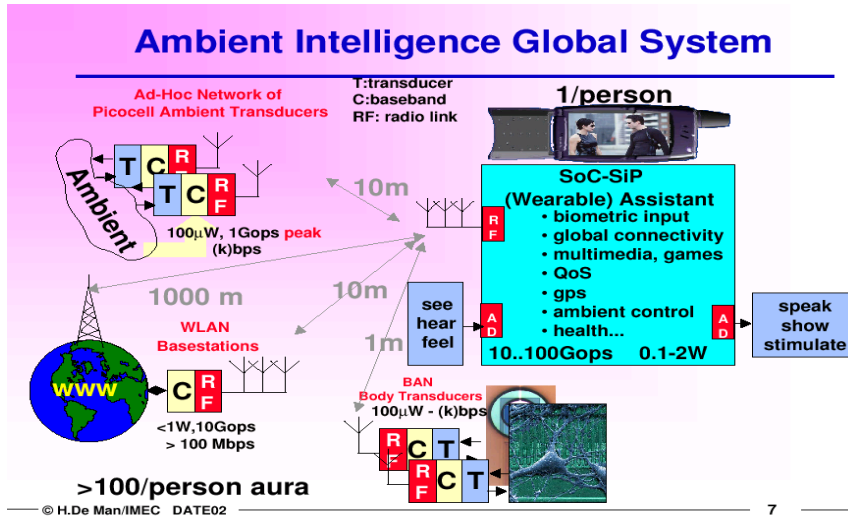 Ambient Intelligence Global System
Ad-Hoc Network of
Picocell Ambient Transducers
T:transducer
C:baseband
RF: radio link
1/person
T C R F
T C R F
Ambient
100μW, 1Gops peak
(k)bps
10m
1000 m
10m
1m
SoC-SiP
(Wearable) Assistant
• biometric input
• global connectivity
• multimedia, games
• QoS
• gps
• ambient control
• health...
10..100Gops 0.1-2W
R F
A D
A D
see
hear
feel
speak
show
stimulate
WLAN
Basestations
www
C R F
<1W,10Gops
> 100 Mbps
BAN
Body Transducers
100μW - (k)bps
R F C T
R F C T
>100/person aura
© H.De Man/IMEC DATE02
7